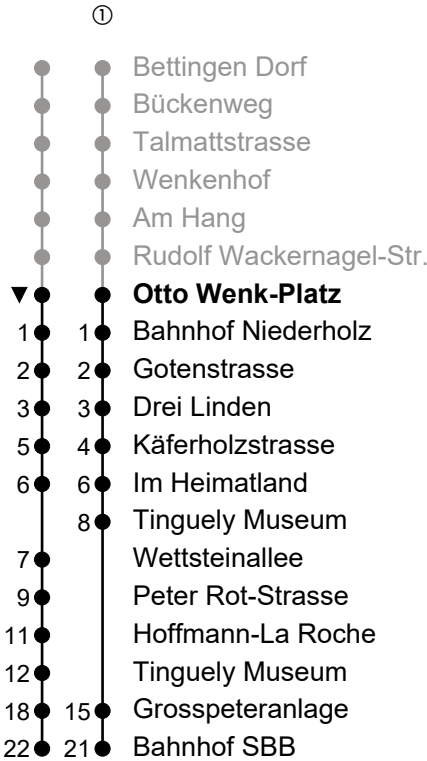 ①
Bettingen Dorf
Bückenweg
Talmattstrasse
Wenkenhof
Am Hang
Rudolf Wackernagel-Str.
▼ Otto Wenk-Platz
1 1 Bahnhof Niederholz
2 2 Gotenstrasse
3 3 Drei Linden
5 4 Käferholzstrasse
6 6 Im Heimatland
8 Tinguely Museum
7 Wettsteinallee
9 Peter Rot-Strasse
11 Hoffmann-La Roche
12 Tinguely Museum
18 15 Grosspeteranlage
22 21 Bahnhof SBB